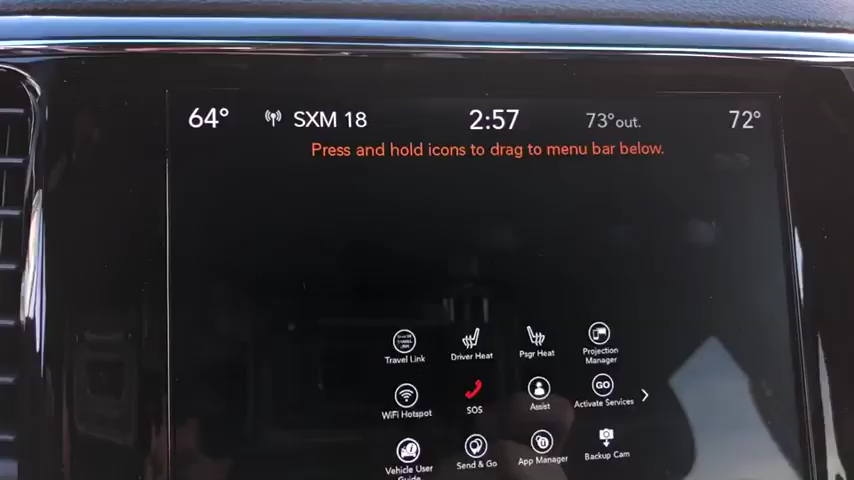 64° SXM 18 2:57 73° out. 72°
Press and hold icons to drag to menu bar below.
Travel Link Driver Heat Psgr Heat Projection Manager
WiFi Hotspot SOS Assist GO Activate Services
Vehicle User Guide Send & Go App Manager Backup Cam